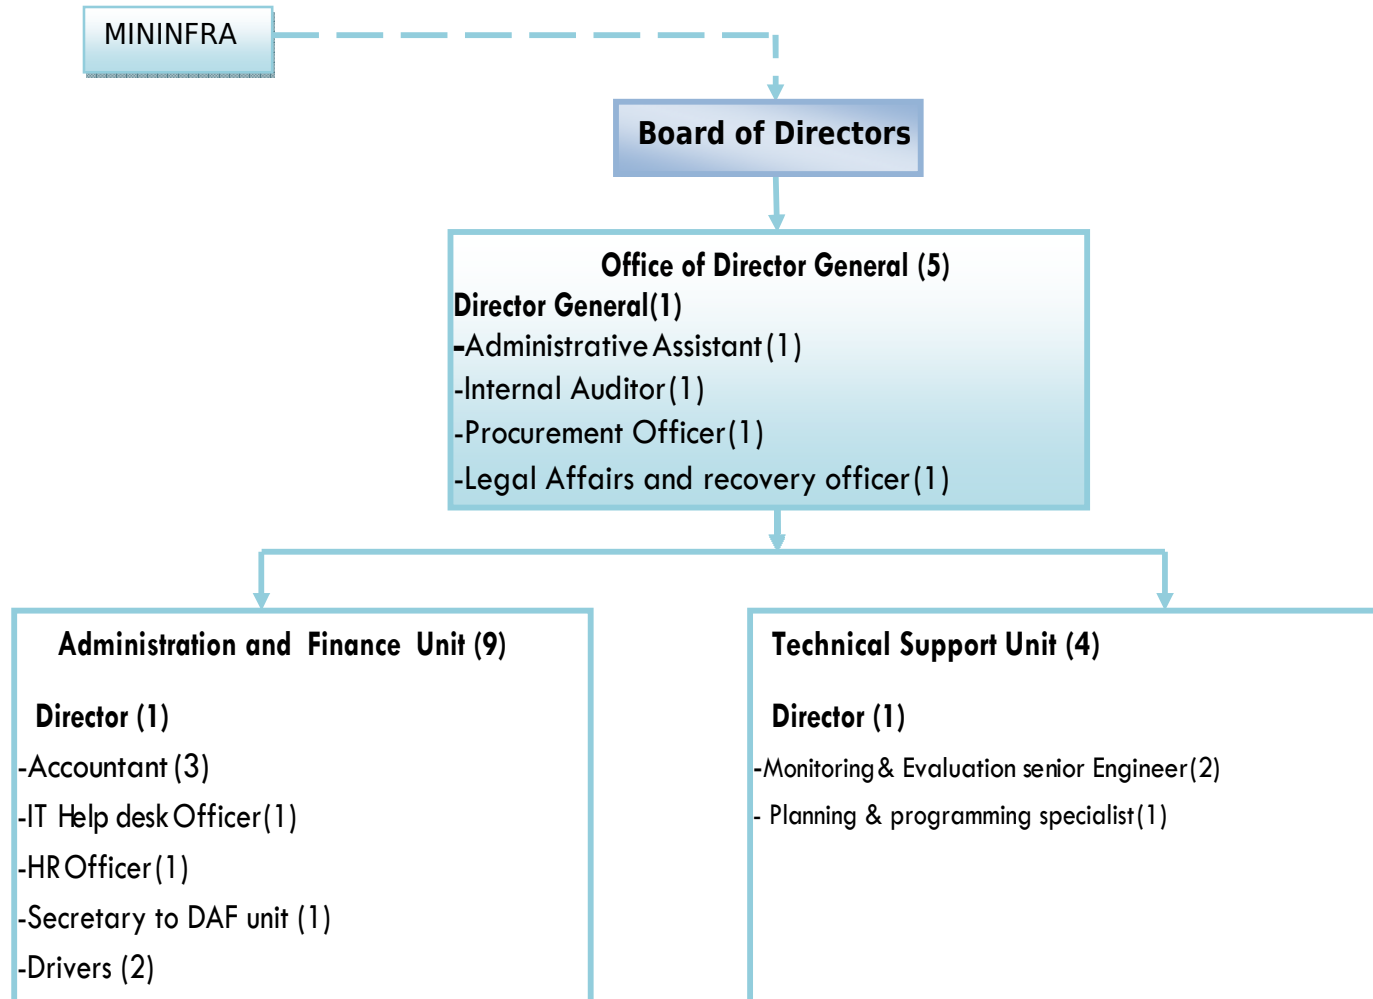 MININFRA
Board of Directors
Office of Director General (5)
Director General(1)
-Administrative Assistant (1)
-Internal Auditor (1)
-Procurement Officer (1)
-Legal Affairs and recovery officer (1)
Administration and Finance Unit (9)
Director (1)
-Accountant (3)
-IT Help desk Officer (1)
-HR Officer (1)
-Secretary to DAF unit (1)
-Drivers (2)
Technical Support Unit (4)
Director (1)
-Monitoring & Evaluation senior Engineer (2)
- Planning & programming specialist (1)